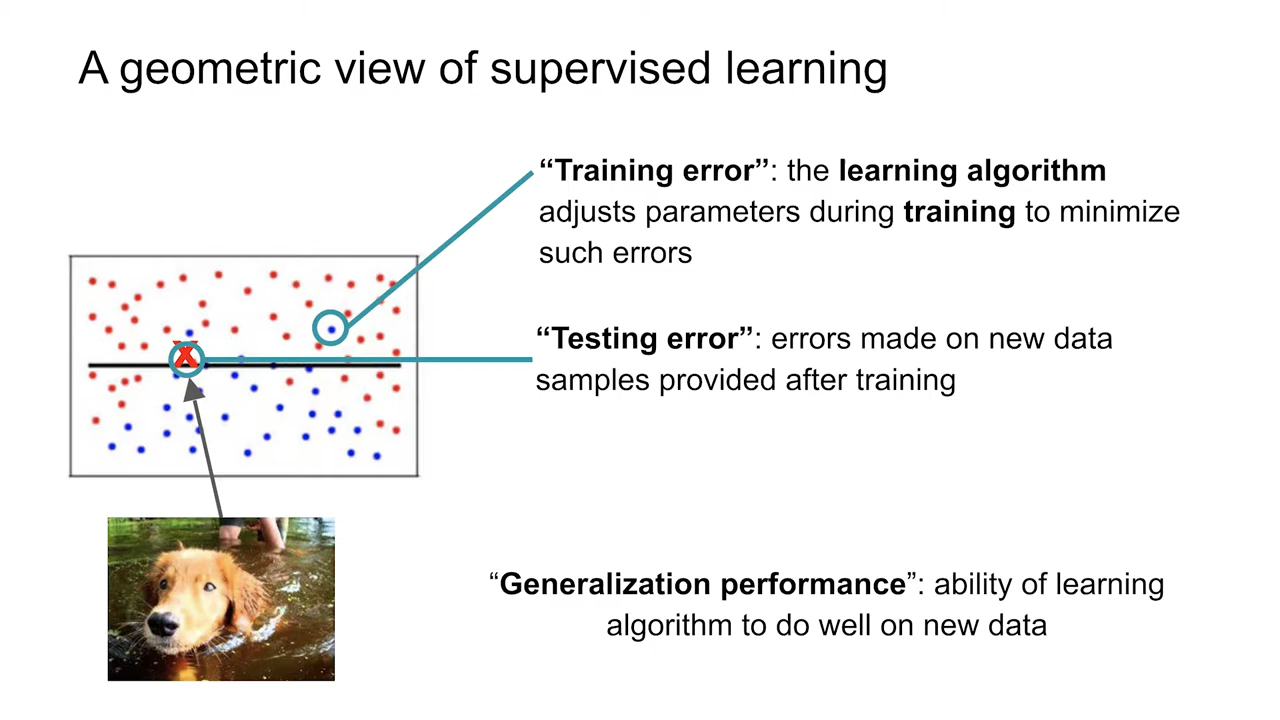 A geometric view of supervised learning
“Training error”: the learning algorithm
adjusts parameters during training to minimize
such errors
“Testing error”: errors made on new data
samples provided after training
X
“Generalization performance”: ability of learning
algorithm to do well on new data